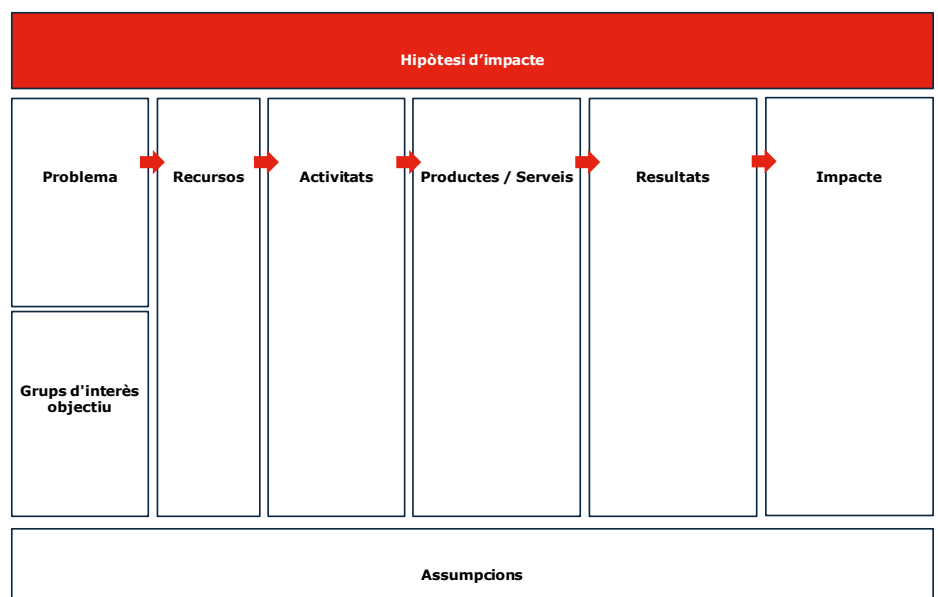 Hipòtesi d’impacte
Problema
Recursos
Activitats
Productes / Serveis
Resultats
Impacte
Grups d'interès
objectiu
Assumpcions